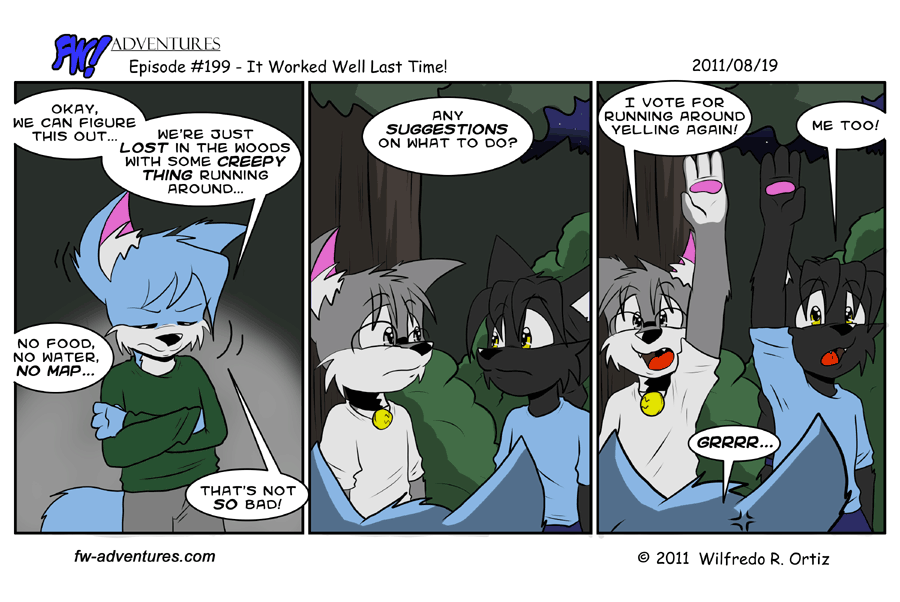 FW! ADVENTURES
Episode #199 - It Worked Well Last Time!
2011/08/19
OKAY,
WE CAN FIGURE
THIS OUT...
WE'RE JUST
LOST IN THE WOODS
WITH SOME CREEPY
THING RUNNING
AROUND...
NO FOOD,
NO WATER,
NO MAP...
THAT'S NOT
SO BAD!
ANY
SUGGESTIONS
ON WHAT TO DO?
I VOTE FOR
RUNNING AROUND
YELLING AGAIN!
ME TOO!
GRRRR...
fw-adventures.com
© 2011 Wilfredo R. Ortiz